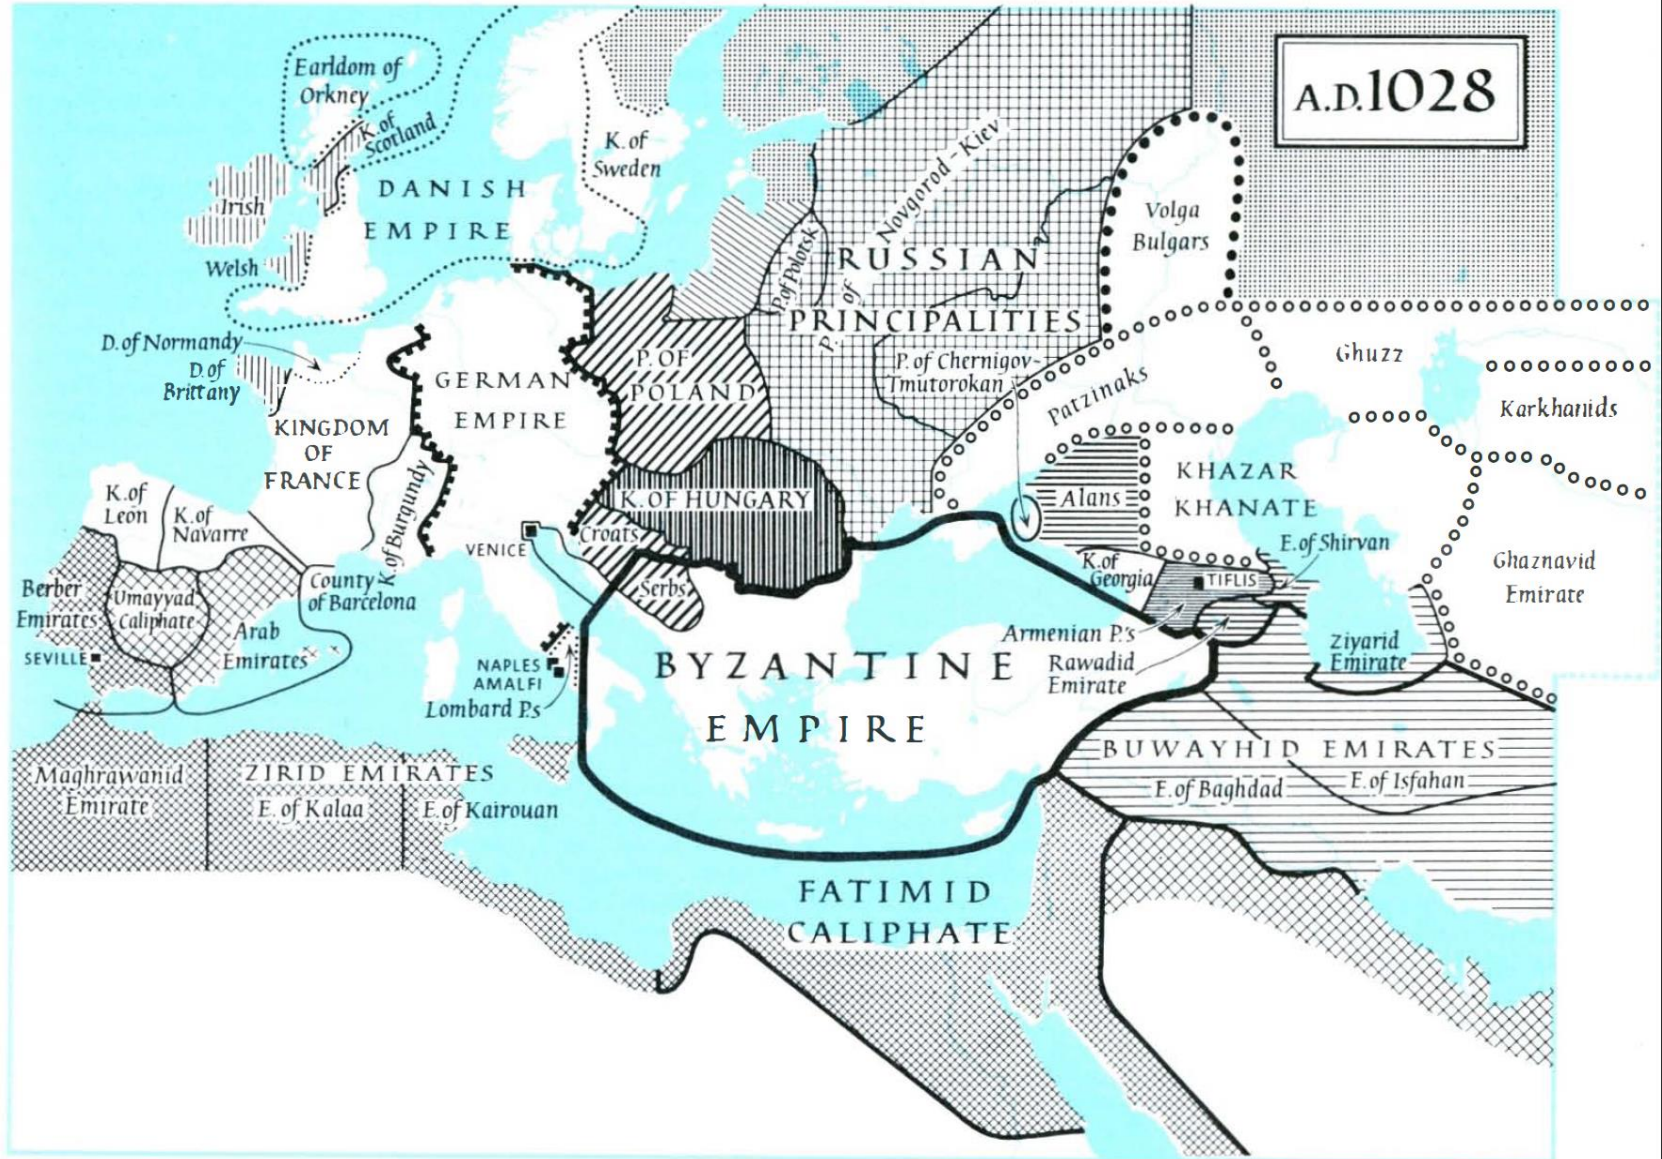 A.D.1028
Earldom of
Orkney
K. of
Scotland
K. of
Sweden
DANISH
EMPIRE
Irish
Welsh
P. of Novgorod - Kiev
P. of Polotsk
RUSSIAN
PRINCIPALITIES
Volga
Bulgars
D. of Normandy
D. of
Brittany
GERMAN
EMPIRE
P. OF
POLAND
P. of Chernigov-
Tmutorokan
Patzinaks
Ghuzz
Karkhanids
KINGDOM
OF
FRANCE
K. of Burgundy
K. OF HUNGARY
Alans
KHAZAR
KHANATE
K. of
Leon
K. of
Navarre
VENICE
Croats
Serbs
K. of
Georgia
TIFLIS
E. of Shirvan
Ghaznavid
Emirate
Berber
Emirates
Umayyad
Caliphate
County
of Barcelona
Arab
Emirates
SEVILLE
NAPLES
AMALFI
Lombard P.s
BYZANTINE
EMPIRE
Armenian P.'s
Rawadid
Emirate
Ziyarid
Emirate
Maghrawanid
Emirate
ZIRID EMIRATES
E. of Kalaa
E. of Kairouan
BUWAYHID EMIRATES
E. of Baghdad
E. of Isfahan
FATIMID
CALIPHATE